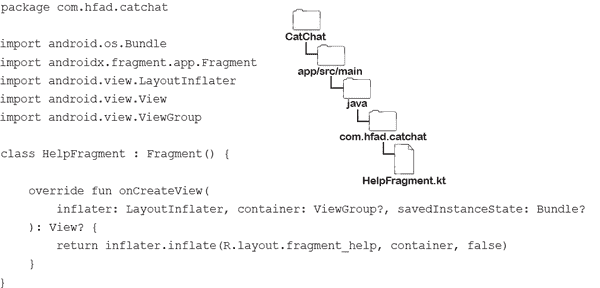 package com.hfad.catchat
import android.os.Bundle
import androidx.fragment.app.Fragment
import android.view.LayoutInflater
import android.view.View
import android.view.ViewGroup
class HelpFragment : Fragment() {
override fun onCreateView(
inflater: LayoutInflater, container: ViewGroup?, savedInstanceState: Bundle?
): View? {
return inflater.inflate(R.layout.fragment_help, container, false)
}
}
CatChat
app/src/main
java
com.hfad.catchat
HelpFragment.kt